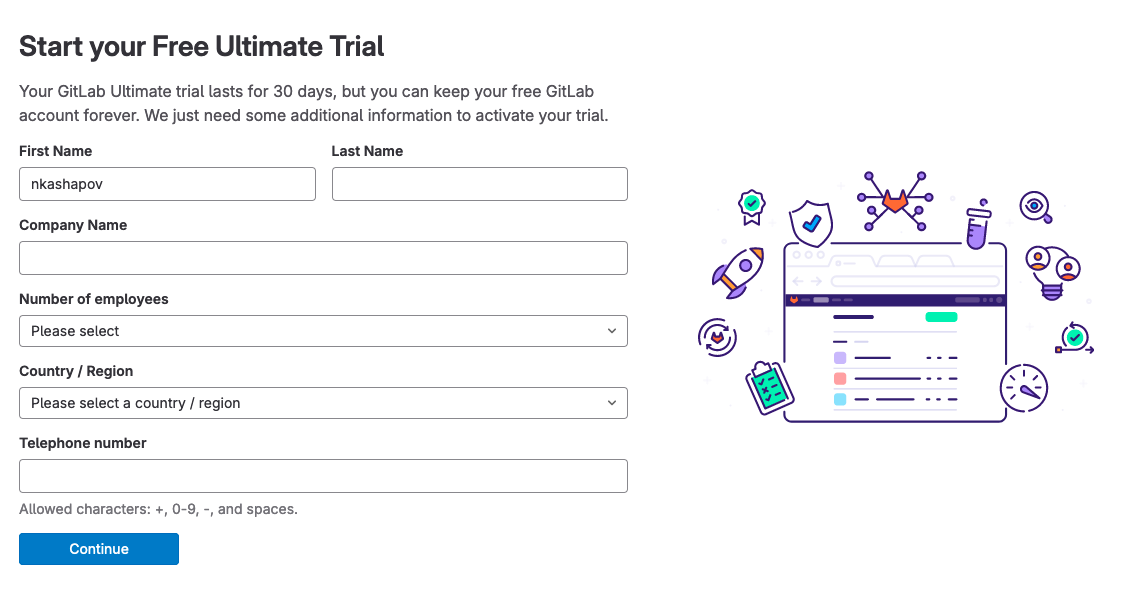 Start your Free Ultimate Trial
Your GitLab Ultimate trial lasts for 30 days, but you can keep your free GitLab
account forever. We just need some additional information to activate your trial.
First Name
Last Name
nkashapov
Company Name
Number of employees
Please select
Country / Region
Please select a country / region
Telephone number
Allowed characters: +, 0-9, -, and spaces.
Continue